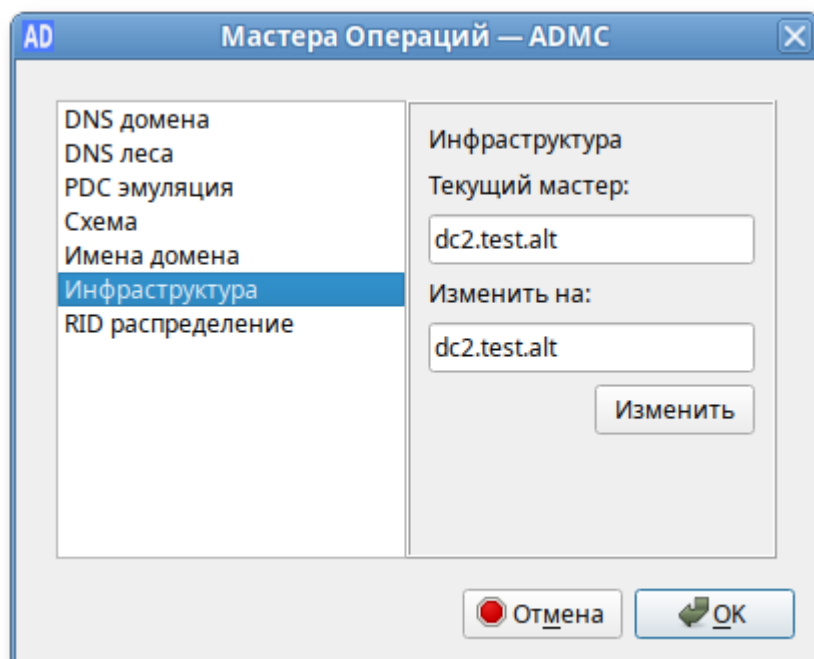 AD Мастера Операций — ADMC
DNS домена
DNS леса
PDC эмуляция
Схема
Имена домена
Инфраструктура
RID распределение
Инфраструктура
Текущий мастер:
dc2.test.alt
Изменить на:
dc2.test.alt
Изменить
Отмена
OK